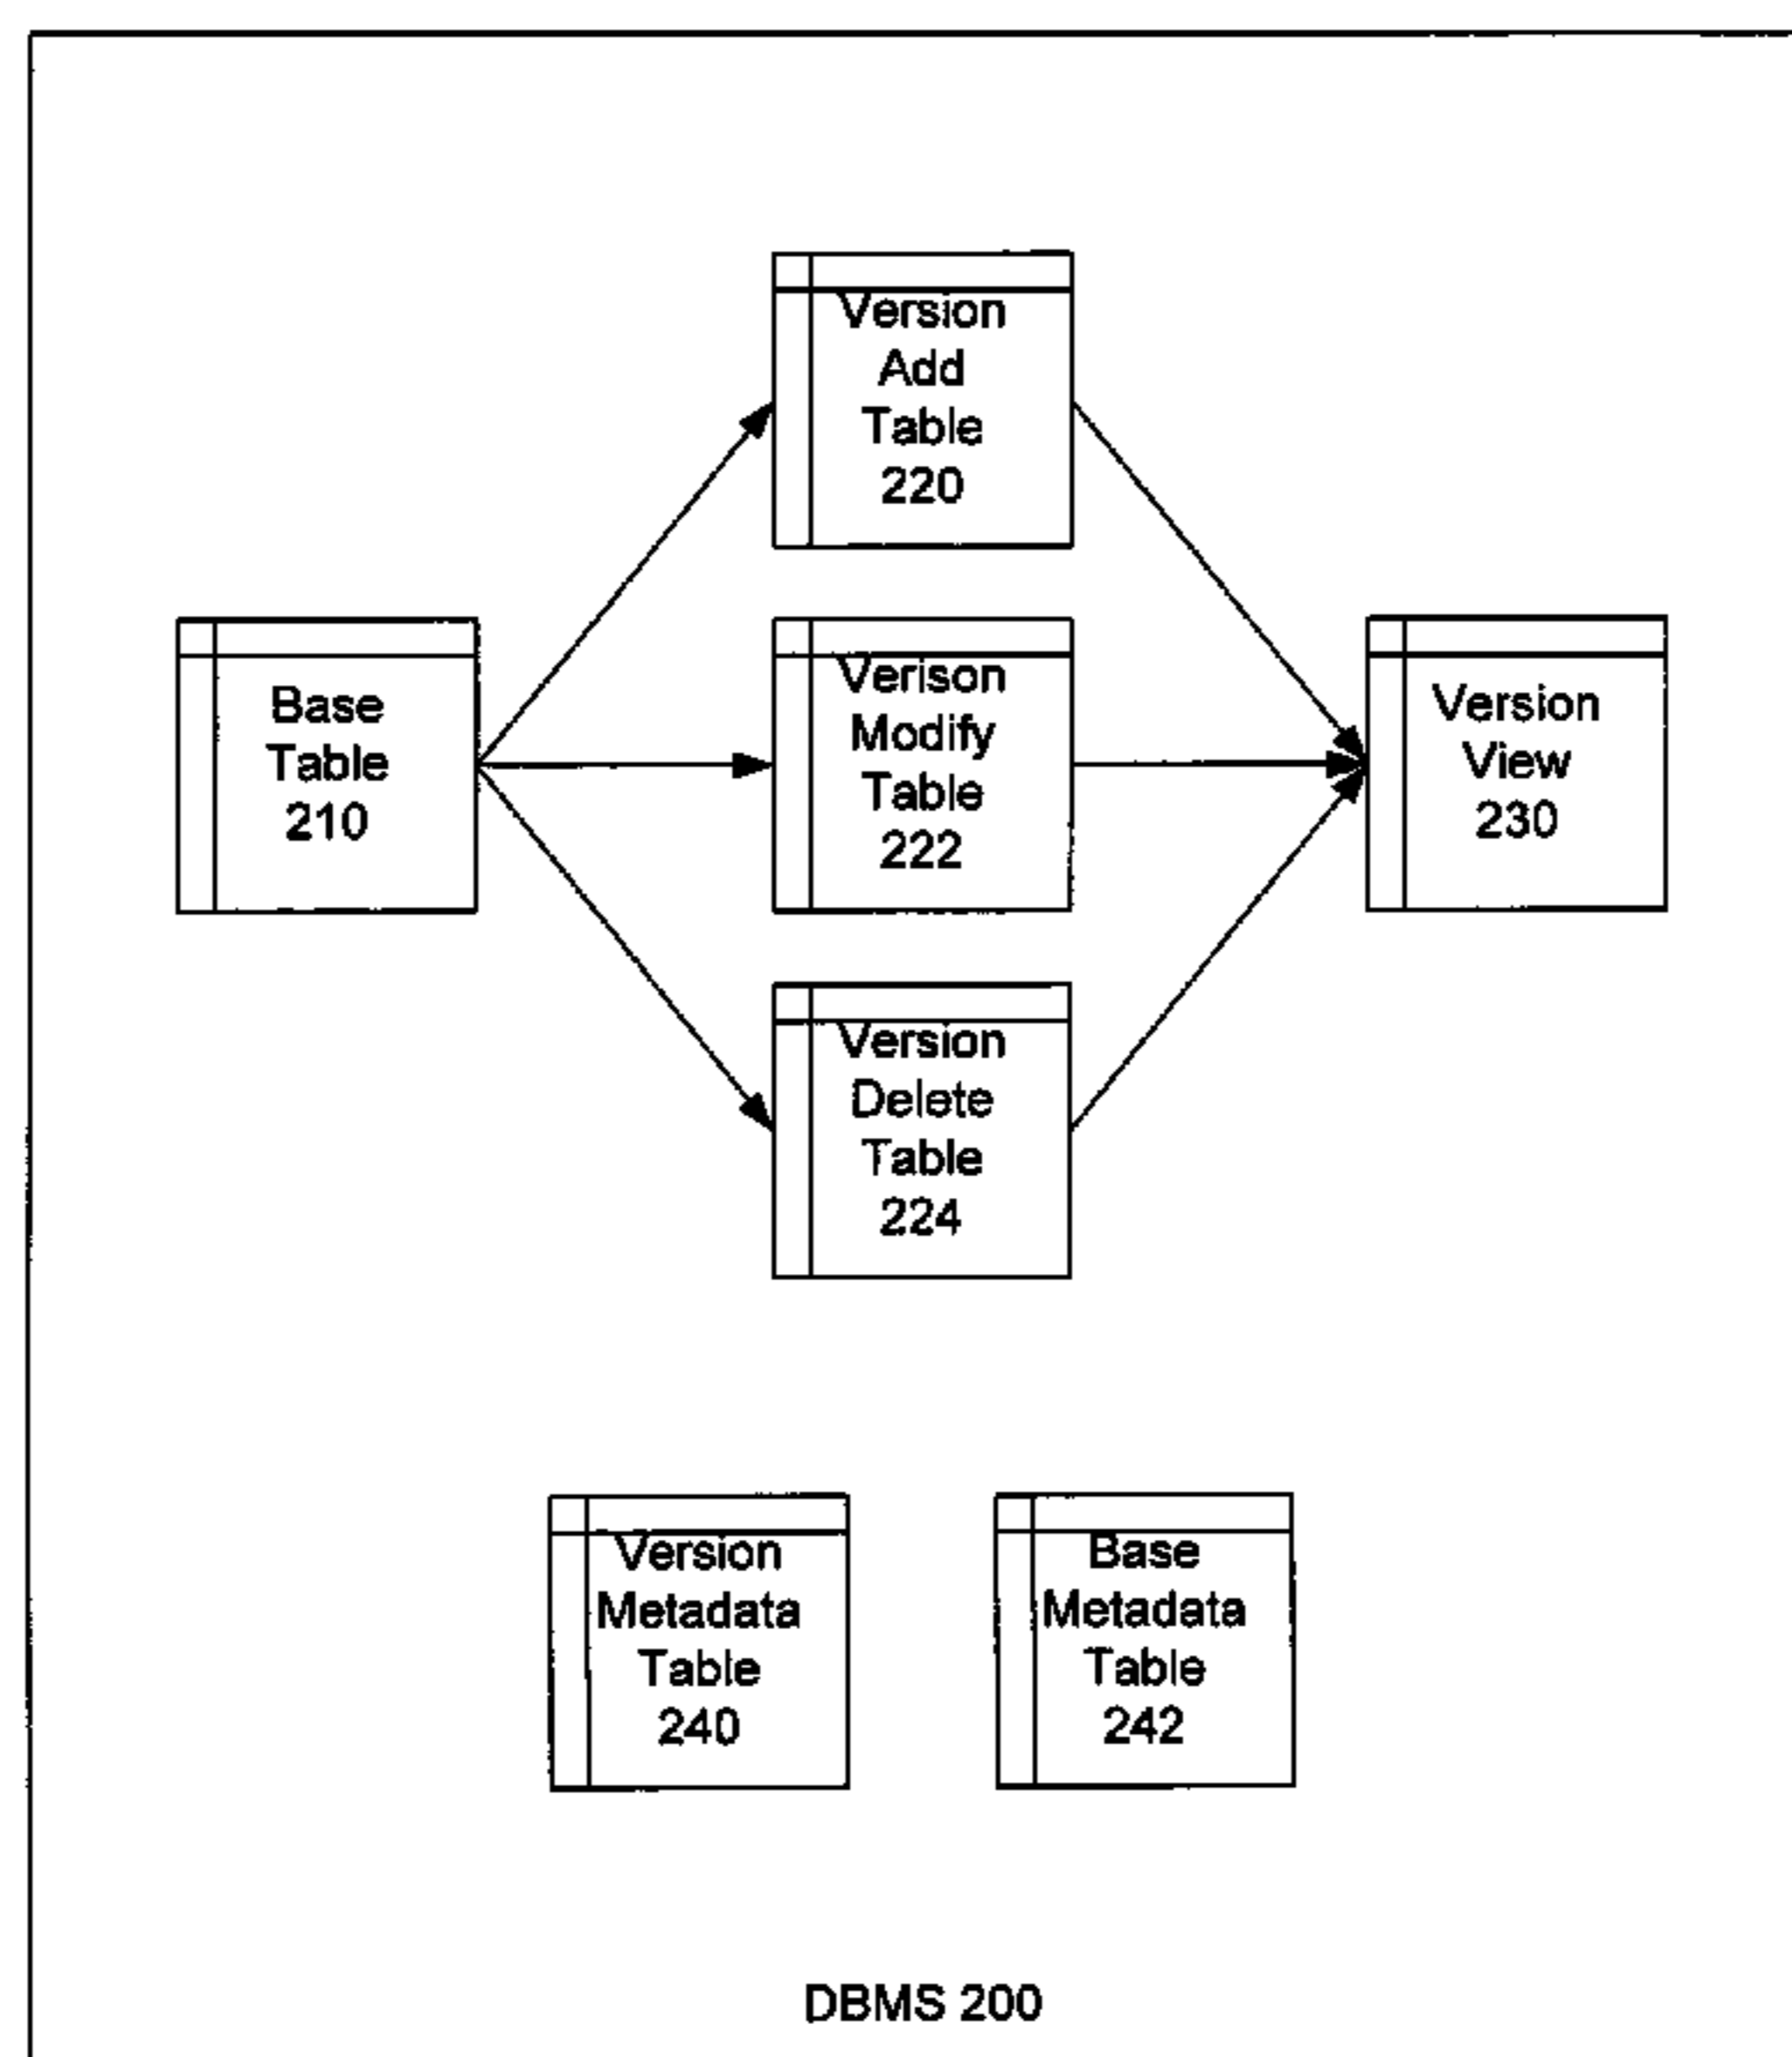 Version
Add
Table
220
Base
Table
210
Verison
Modify
Table
222
Version
View
230
Version
Delete
Table
224
Version
Metadata
Table
240
Base
Metadata
Table
242
DBMS 200